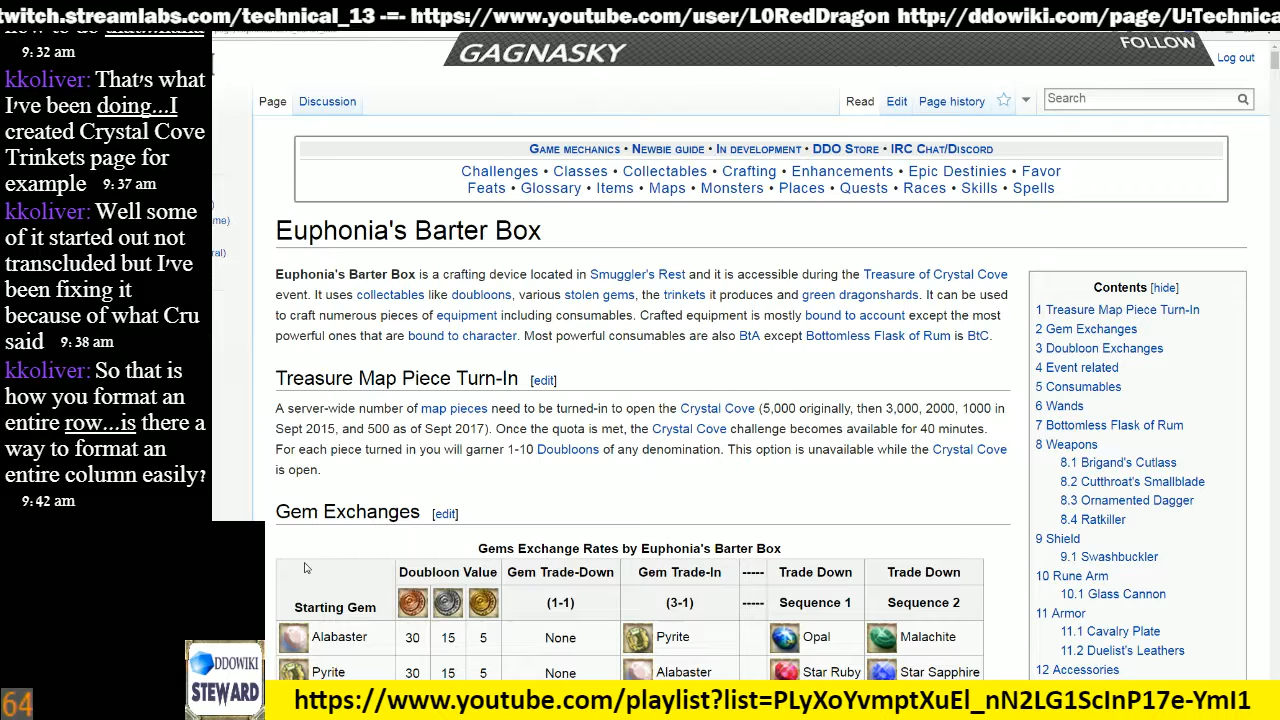 twitch.streamlabs.com/technical_13 -=- https://www.youtube.com/user/L0RedDragon http://ddowiki.com/page/U:Technica
9:32 am
kkoliver: That's what
I've been doing...I
created Crystal Cove
Trinkets page for
example 9:37 am
kkoliver: Well some
of it started out not
transcluded but I've
been fixing it
because of what Cru
said 9:38 am
kkoliver: So that is
how you format an
entire row...is there a
way to format an
entire column easily?
9:42 am
64
DDOWIKI
STEWARD
GAGNASKY
FOLLOW
Log out
Page Discussion
Read Edit Page history
Search
Game mechanics • Newbie guide • In development • DDO Store • IRC Chat/Discord
Challenges • Classes • Collectables • Crafting • Enhancements • Epic Destinies • Favor
Feats • Glossary • Items • Maps • Monsters • Places • Quests • Races • Skills • Spells
Euphonia's Barter Box
Euphonia's Barter Box is a crafting device located in Smuggler's Rest and it is accessible during the Treasure of Crystal Cove
event. It uses collectables like doubloons, various stolen gems, the trinkets it produces and green dragonshards. It can be used
to craft numerous pieces of equipment including consumables. Crafted equipment is mostly bound to account except the most
powerful ones that are bound to character. Most powerful consumables are also BtA except Bottomless Flask of Rum is BtC.
Treasure Map Piece Turn-In [edit]
A server-wide number of map pieces need to be turned-in to open the Crystal Cove (5,000 originally, then 3,000, 2000, 1000 in
Sept 2015, and 500 as of Sept 2017). Once the quota is met, the Crystal Cove challenge becomes available for 40 minutes.
For each piece turned in you will garner 1-10 Doubloons of any denomination. This option is unavailable while the Crystal Cove
is open.
Gem Exchanges [edit]
Gems Exchange Rates by Euphonia's Barter Box
Doubloon Value Gem Trade-Down Gem Trade-In ----- Trade Down Trade Down
Starting Gem (1-1) (3-1) ----- Sequence 1 Sequence 2
Alabaster 30 15 5 None Pyrite Opal Malachite
Pyrite 30 15 5 None Alabaster Star Ruby Star Sapphire
Contents [hide]
1 Treasure Map Piece Turn-In
2 Gem Exchanges
3 Doubloon Exchanges
4 Event related
5 Consumables
6 Wands
7 Bottomless Flask of Rum
8 Weapons
8.1 Brigand's Cutlass
8.2 Cutthroat's Smallblade
8.3 Ornamented Dagger
8.4 Ratkiller
9 Shield
9.1 Swashbuckler
10 Rune Arm
10.1 Glass Cannon
11 Armor
11.1 Cavalry Plate
11.2 Duelist's Leathers
12 Accessories
https://www.youtube.com/playlist?list=PLyXoYvmptXuEl_nN2LG1ScInP17e-YmI1